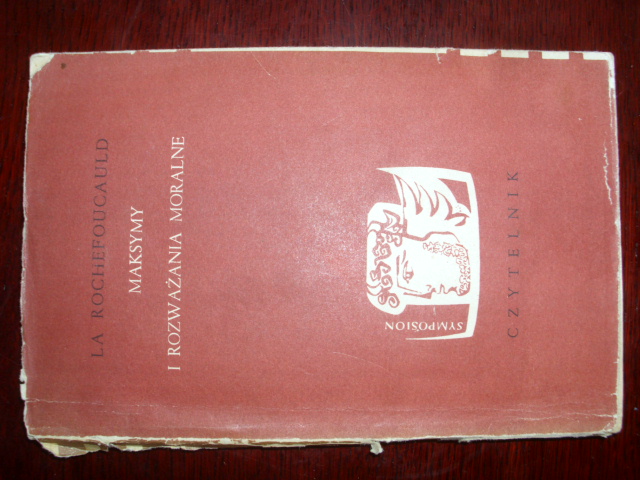 LA ROCHEFOUCAULD
MAKSYMY
I ROZWAŻANIA MORALNE
SYMPOSION
CZYTELNIK